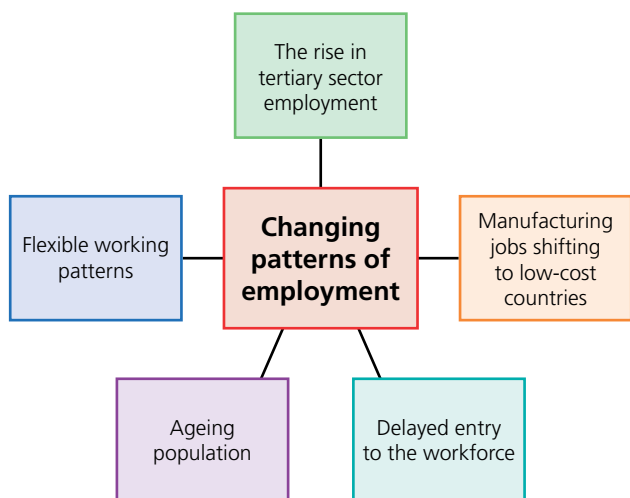 The rise in
tertiary sector
employment
Flexible working
patterns
Changing
patterns of
employment
Manufacturing
jobs shifting
to low-cost
countries
Ageing
population
Delayed entry
to the workforce